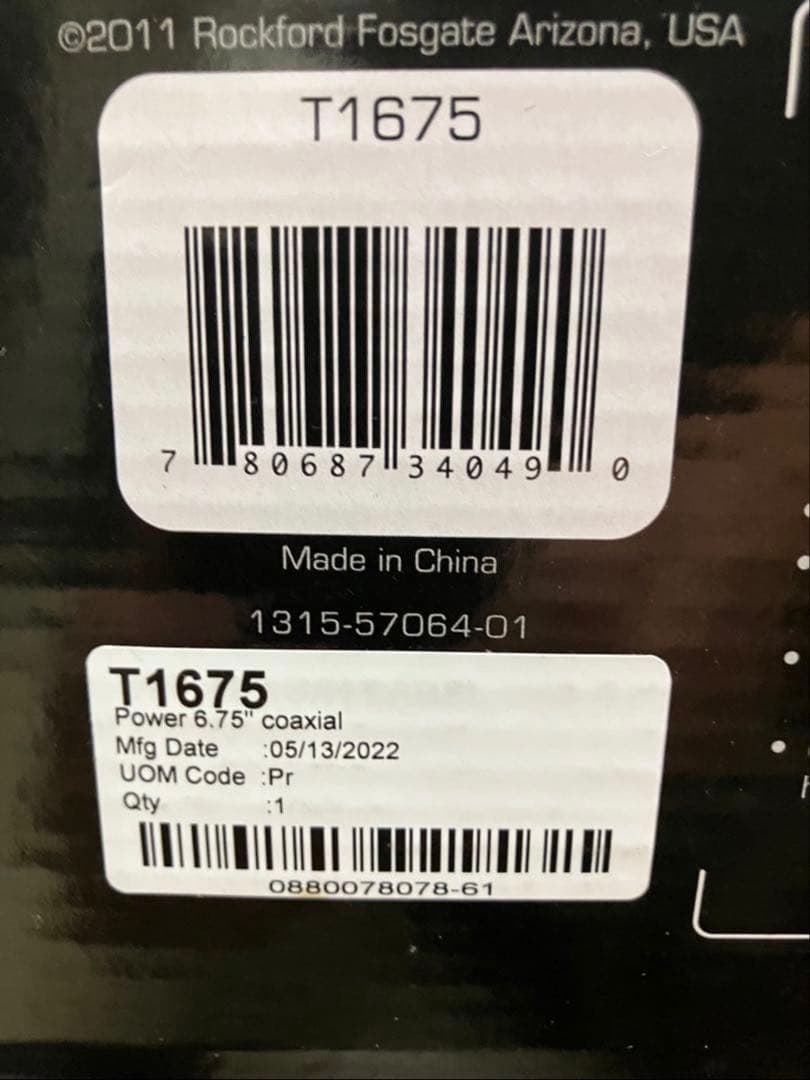 ©2011 Rockford Fosgate Arizona, USA
T1675
7 80687 34049 0
Made in China
1315-57064-01
T1675
Power 6.75" coaxial
Mfg Date :05/13/2022
UOM Code :Pr
Qty :1
0880078078-61